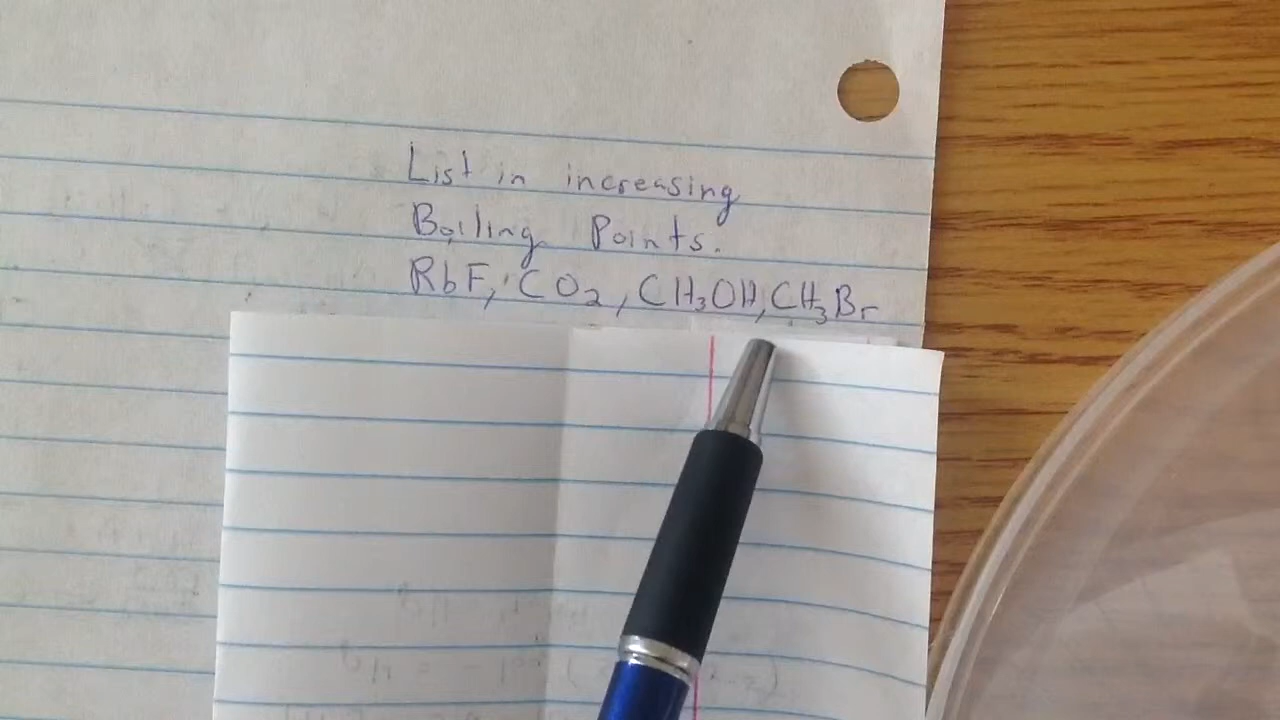 List in increasing
Boiling Points.
RbF, CO₂, CH₃OH, CH₃Br